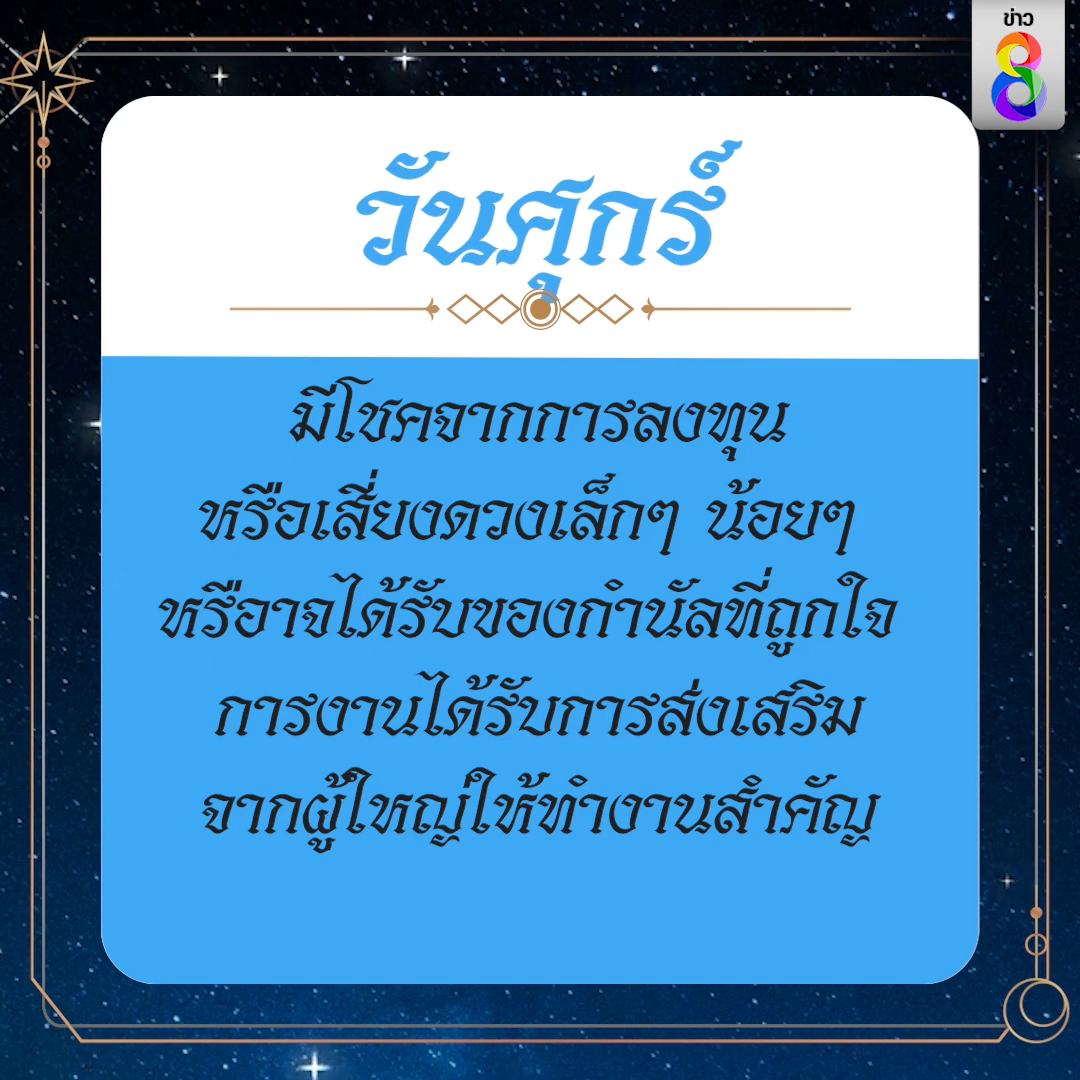 ข่าว
8
วันศุกร์
มีโชคจากการลงทุน
หรือเสี่ยงดวงเล็กๆ น้อยๆ
หรือาจได้รับของกำนัลที่ถูกใจ
การงานได้รับการส่งเสริม
จากผู้ใหญ่ให้ทำงานสำคัญ